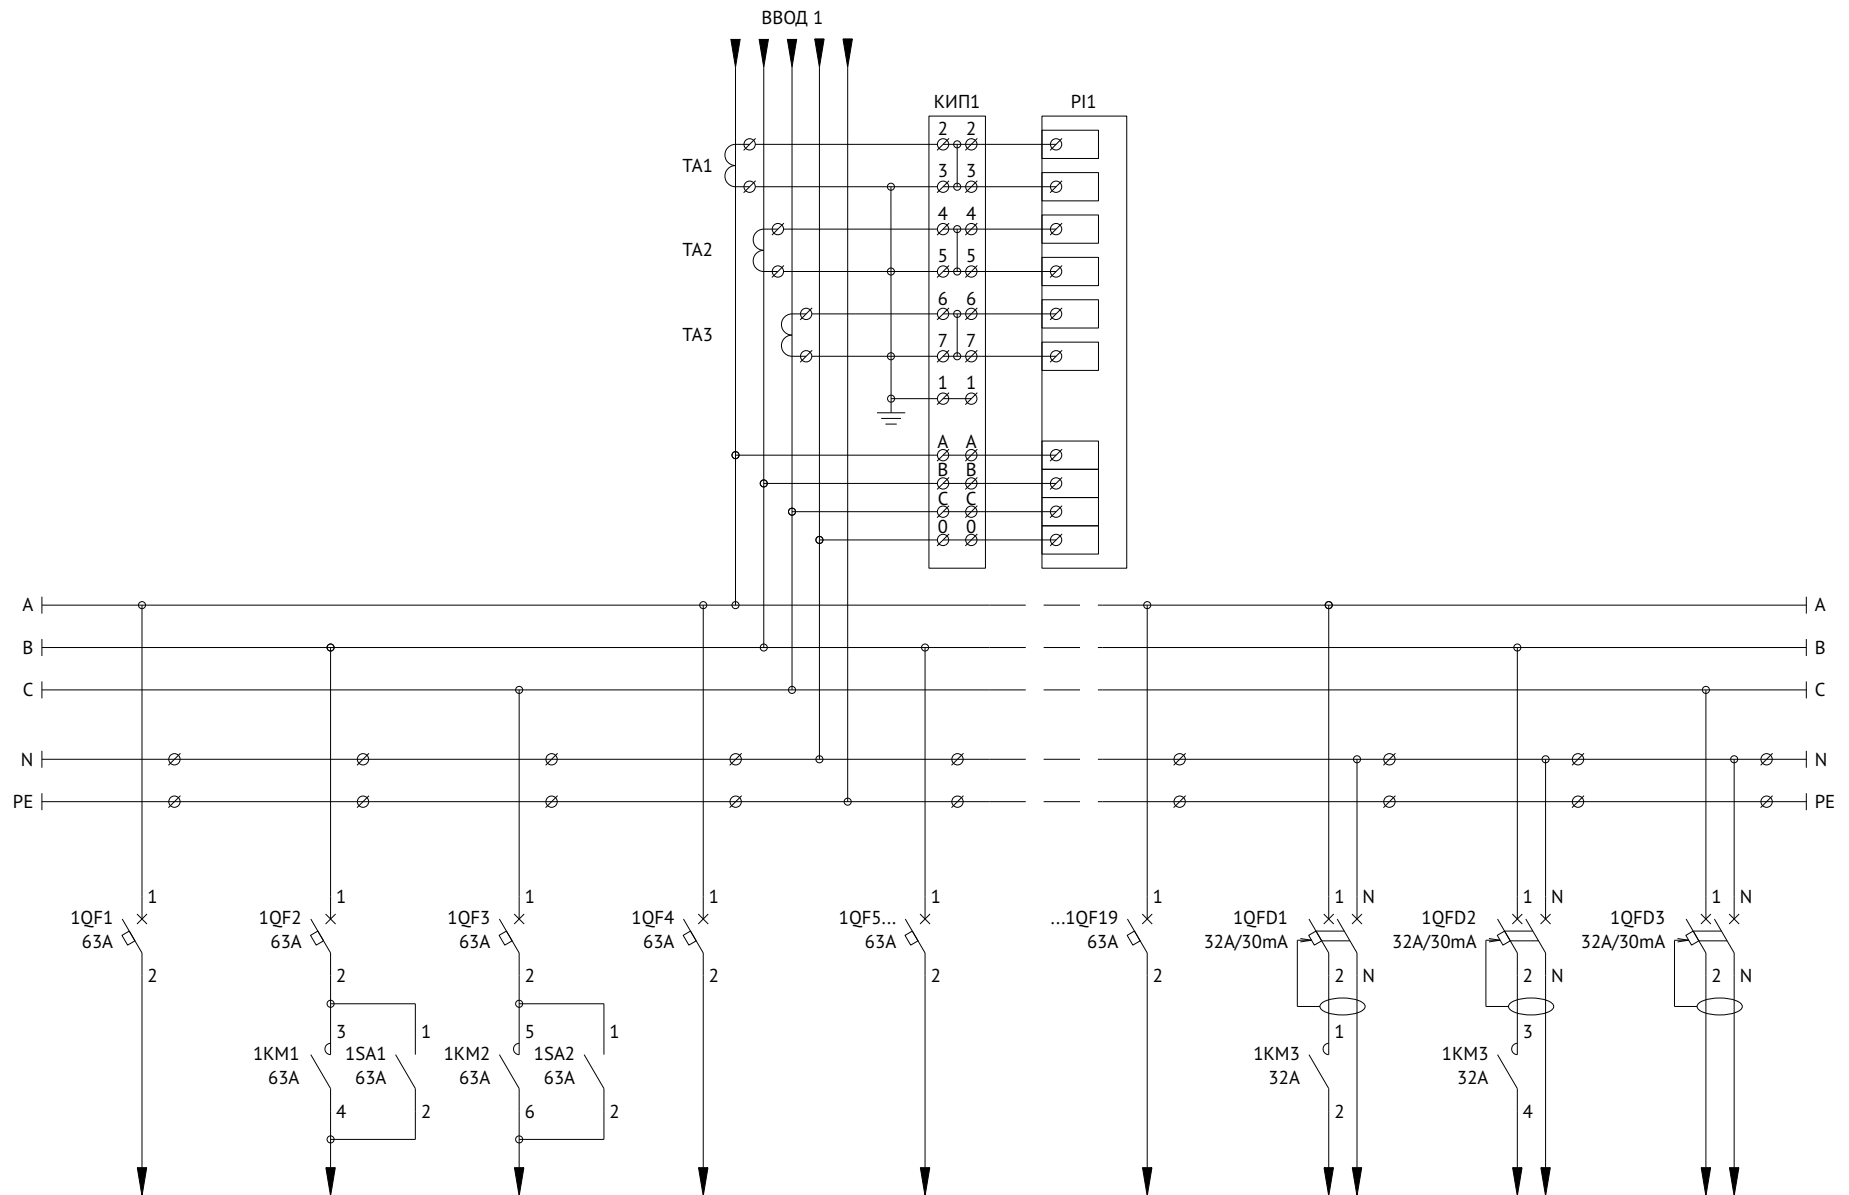 ВВОД 1
КИП1
PI1
2 2
TA1
3 3
4 4
TA2
5 5
6 6
TA3
7 7
1 1
A A
B B
C C
0 0
A
A
B
B
C
C
N
N
PE
PE
1
1
1
1
1
1
1 N
1 N
1 N
1QF1
63A
1QF2
63A
1QF3
63A
1QF4
63A
1QF5...
63A
...1QF19
63A
1QFD1
32A/30mA
1QFD2
32A/30mA
1QFD3
32A/30mA
2
2
2
2
2
2
2 N
2 N
2 N
3
1
5
1
1
3
1KM1
63A
1SA1
63A
1KM2
63A
1SA2
63A
1KM3
32A
1KM3
32A
4
2
6
2
2
4